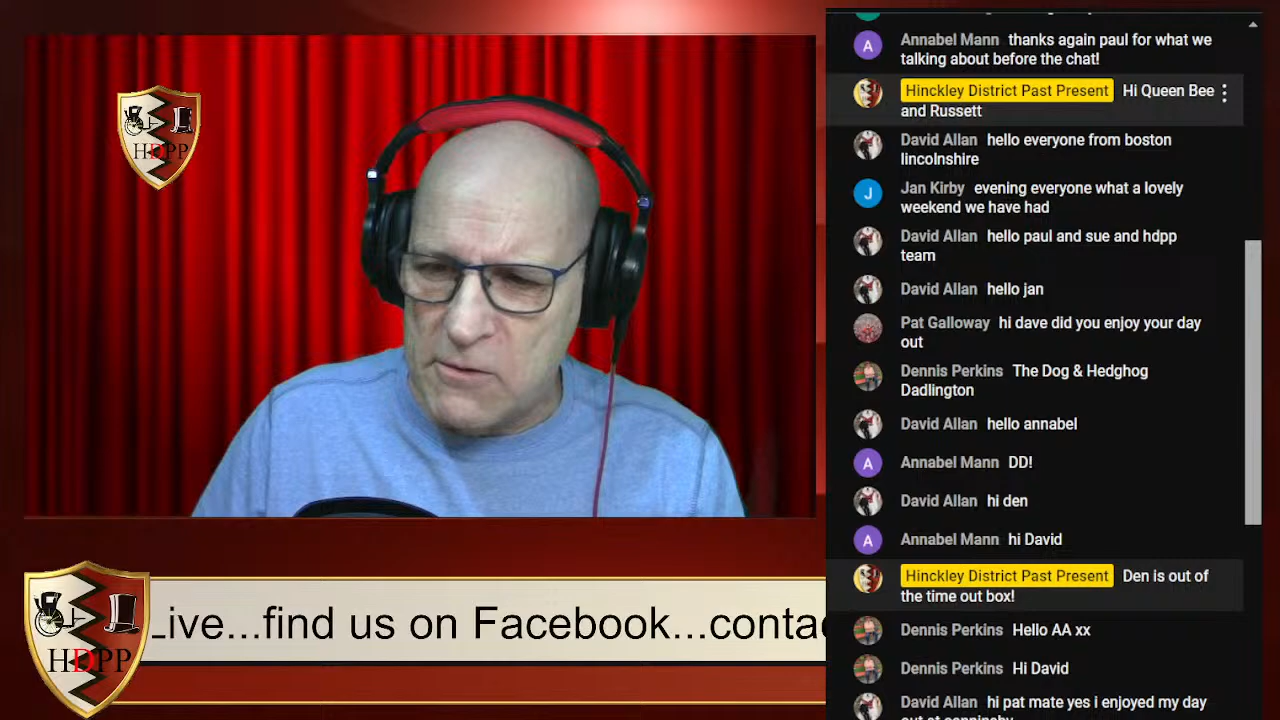 HDPP
Annabel Mann thanks again paul for what we
talking about before the chat!
Hinckley District Past Present Hi Queen Bee
and Russett
David Allan hello everyone from boston
lincolnshire
Jan Kirby evening everyone what a lovely
weekend we have had
David Allan hello paul and sue and hdpp
team
David Allan hello jan
Pat Galloway hi dave did you enjoy your day
out
Dennis Perkins The Dog & Hedghog
Dadlington
David Allan hello annabel
A Annabel Mann DD!
David Allan hi den
A Annabel Mann hi David
Hinckley District Past Present Den is out of
the time out box!
Dennis Perkins Hello AA xx
Dennis Perkins Hi David
David Allan hi pat mate yes i enjoyed my day
HDPP
Live...find us on Facebook...contac